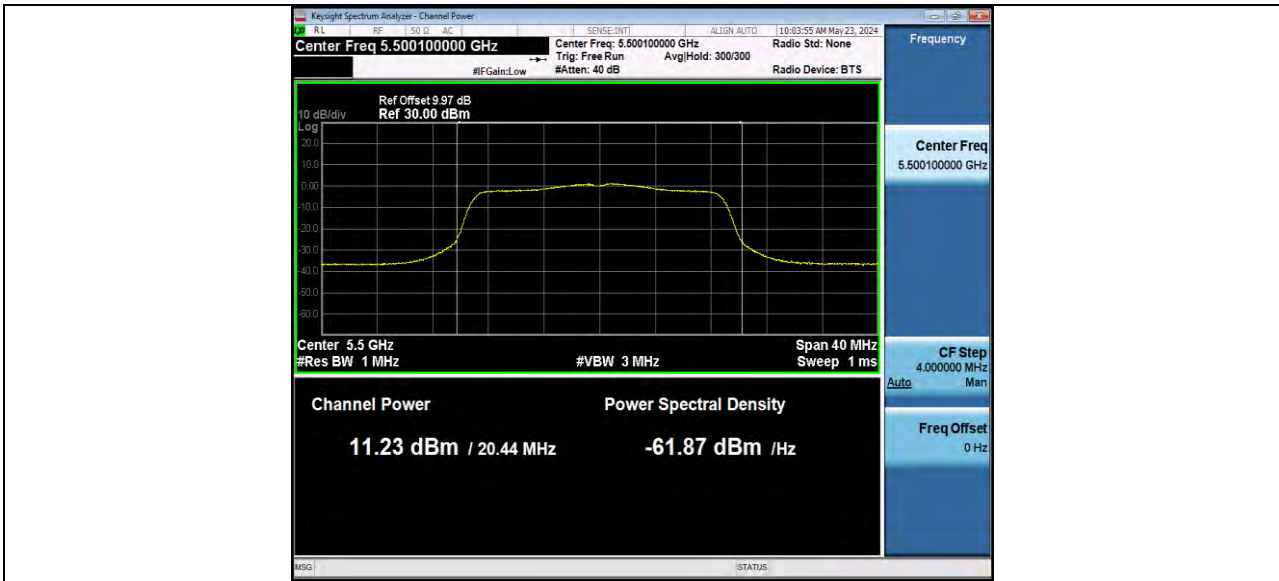 Keysight Spectrum Analyzer - Channel Power
RL RF 50 Ω AC SENSE:INT ALIGN AUTO 10:03:55 AM May 23, 2024
Center Freq 5.500100000 GHz
Center Freq: 5.500100000 GHz
Radio Std: None
Trig: Free Run Avg|Hold: 300/300
#IFGain:Low
#Atten: 40 dB
Radio Device: BTS
Ref Offset 9.97 dB
10 dB/div Ref 30.00 dBm
Log
20.0
10.0
0.00
-10.0
-20.0
-30.0
-40.0
-50.0
-60.0
Center 5.5 GHz Span 40 MHz
#Res BW 1 MHz #VBW 3 MHz Sweep 1 ms
Channel Power Power Spectral Density
11.23 dBm / 20.44 MHz -61.87 dBm /Hz
Frequency
Center Freq
5.500100000 GHz
CF Step
4.000000 MHz
Auto Man
Freq Offset
0 Hz
MSG STATUS